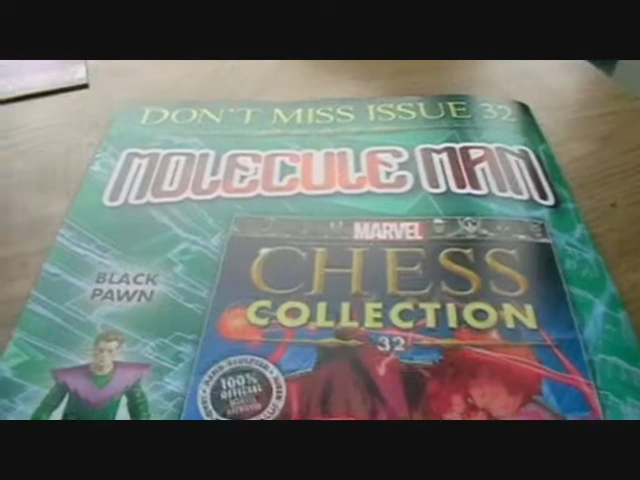 DON'T MISS ISSUE 32
MOLECULE MAN
BLACK
PAWN
MARVEL
CHESS
COLLECTION
32
100%
OFFICIAL